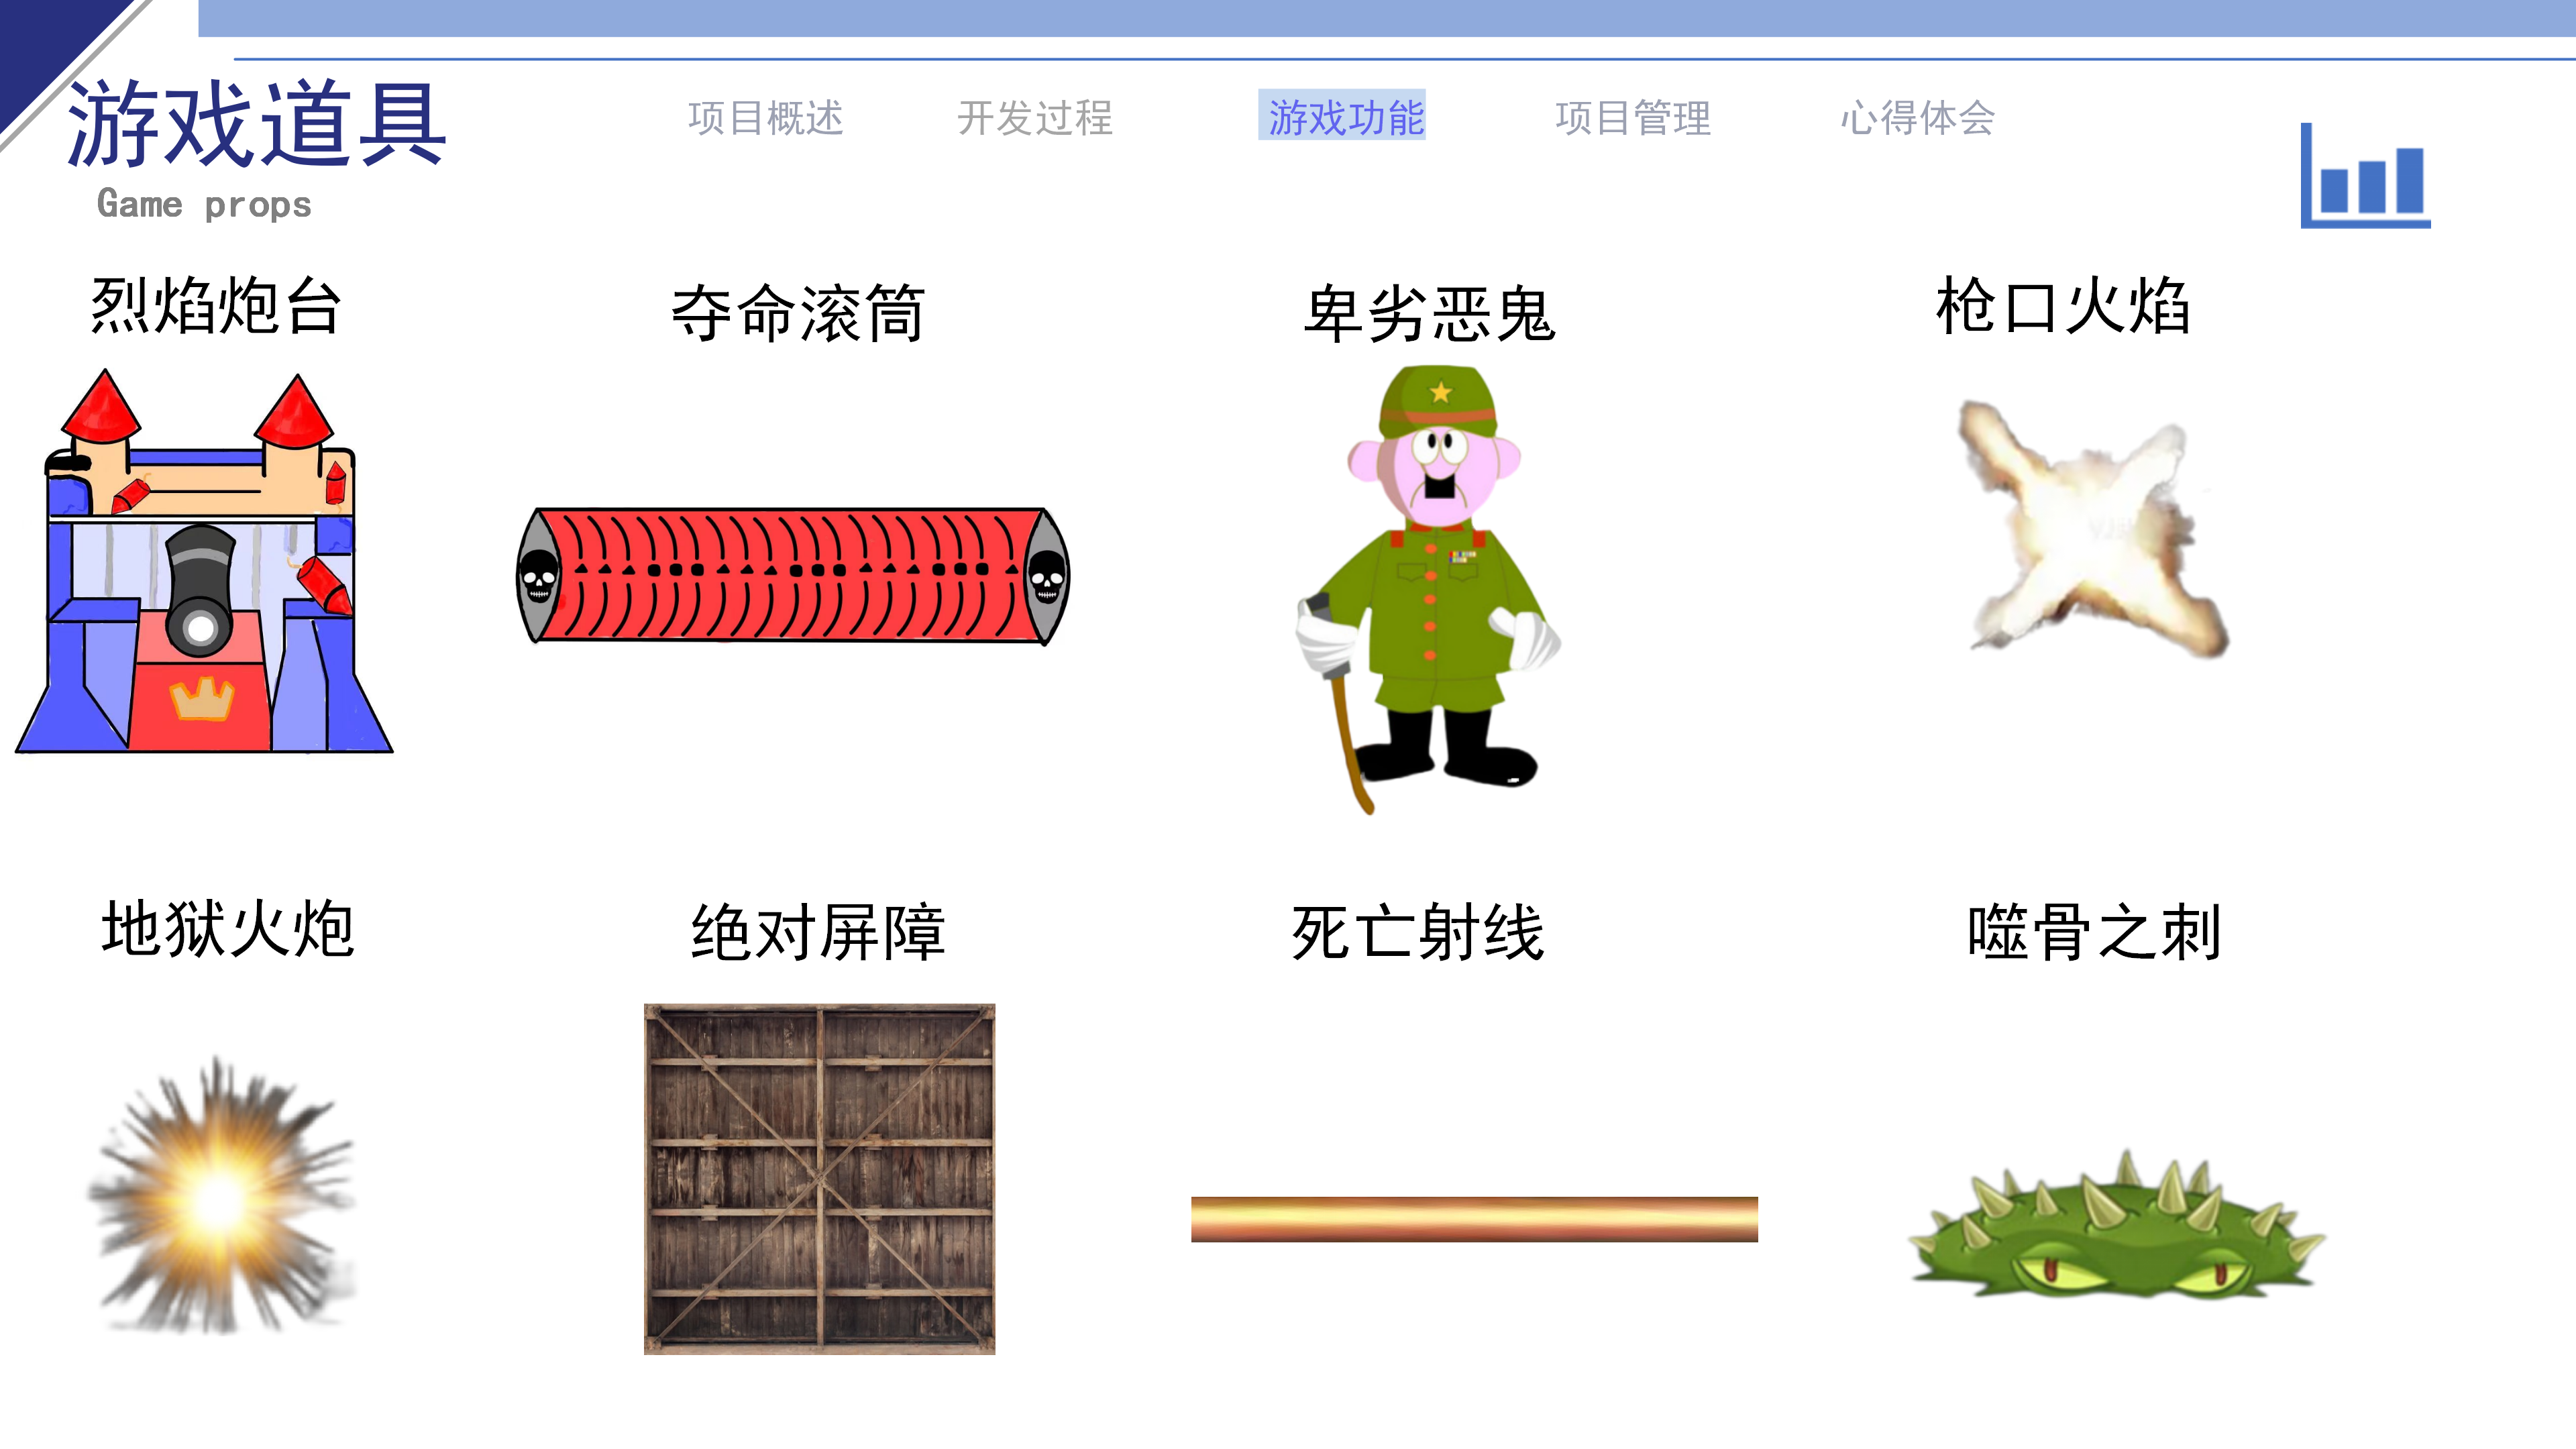 游戏道具
Game props
项目概述 开发过程 游戏功能 项目管理 心得体会
烈焰炮台 夺命滚筒 卑劣恶鬼 枪口火焰
地狱火炮 绝对屏障 死亡射线 噬骨之刺